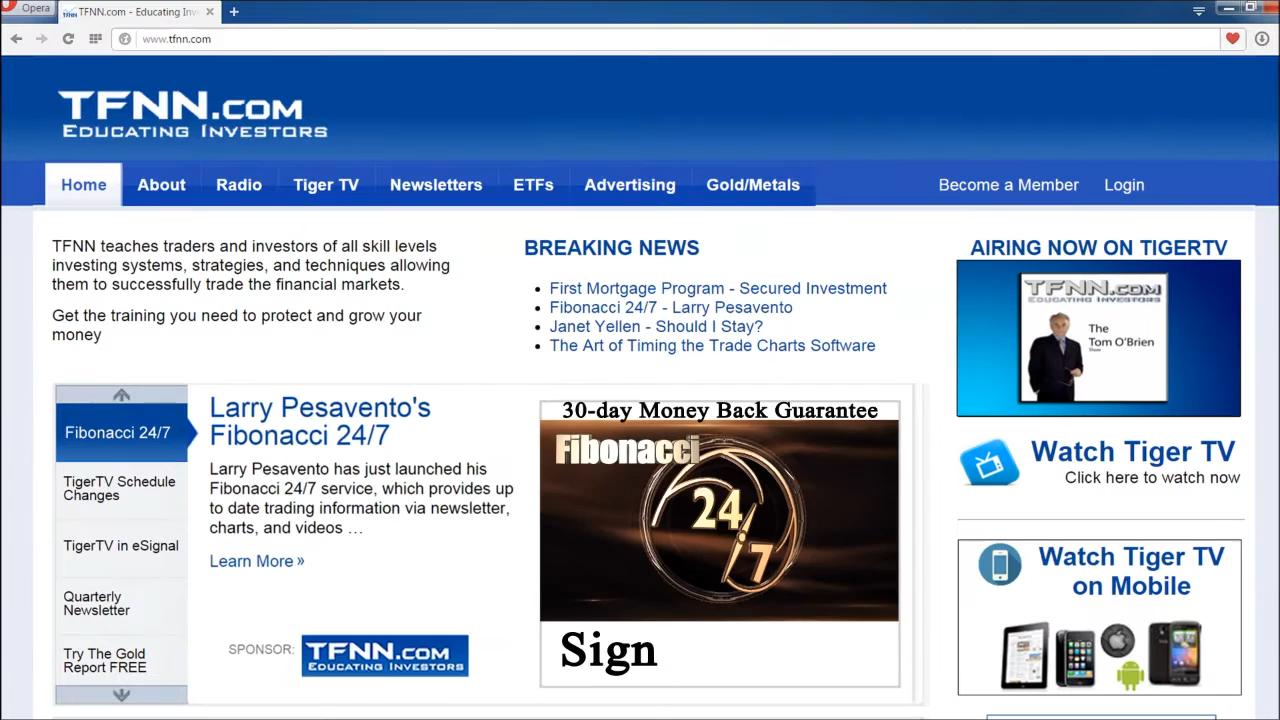 Opera
TFNN.com - Educating Inv
www.tfnn.com
TFNN.COM
EDUCATING INVESTORS
Home About Radio Tiger TV Newsletters ETFs Advertising Gold/Metals Become a Member Login
TFNN teaches traders and investors of all skill levels
investing systems, strategies, and techniques allowing
them to successfully trade the financial markets.
Get the training you need to protect and grow your
money
BREAKING NEWS
• First Mortgage Program - Secured Investment
• Fibonacci 24/7 - Larry Pesavento
• Janet Yellen - Should I Stay?
• The Art of Timing the Trade Charts Software
AIRING NOW ON TIGERTV
TFNN.COM
EDUCATING INVESTORS
The
Tom O'Brien
Show
Watch Tiger TV
Click here to watch now
Watch Tiger TV
on Mobile
Fibonacci 24/7
TigerTV Schedule
Changes
TigerTV in eSignal
Quarterly
Newsletter
Try The Gold
Report FREE
Larry Pesavento's
Fibonacci 24/7
Larry Pesavento has just launched his
Fibonacci 24/7 service, which provides up
to date trading information via newsletter,
charts, and videos …
Learn More »
SPONSOR:
TFNN.COM
EDUCATING INVESTORS
30-day Money Back Guarantee
Fibonacci
24/7
Sign